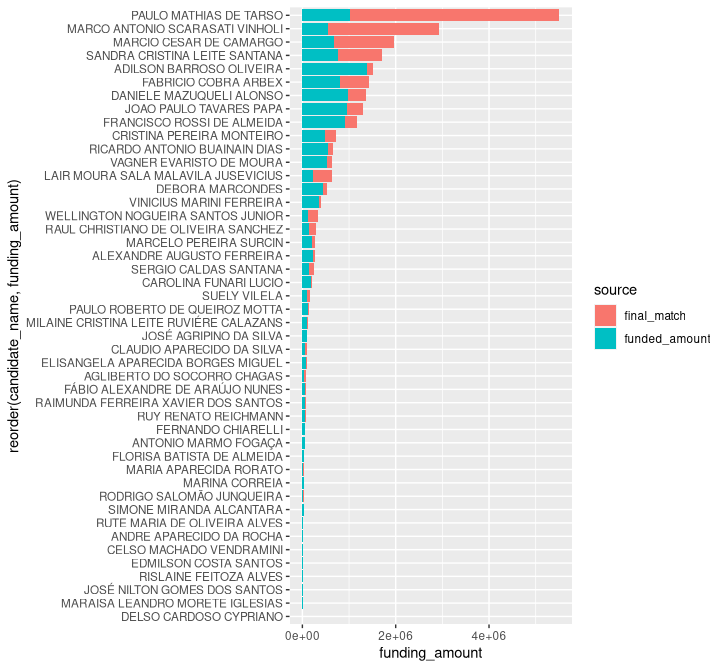 PAULO MATHIAS DE TARSO
MARCO ANTONIO SCARASATI VINHOLI
MARCIO CESAR DE CAMARGO
SANDRA CRISTINA LEITE SANTANA
ADILSON BARROSO OLIVEIRA
FABRICIO COBRA ARBEX
DANIELE MAZUQUELI ALONSO
JOAO PAULO TAVARES PAPA
FRANCISCO ROSSI DE ALMEIDA
CRISTINA PEREIRA MONTEIRO
RICARDO ANTONIO BUAINAIN DIAS
VAGNER EVARISTO DE MOURA
LAIR MOURA SALA MALAVILA JUSEVICIUS
DEBORA MARCONDES
VINICIUS MARINI FERREIRA
WELLINGTON NOGUEIRA SANTOS JUNIOR
RAUL CHRISTIANO DE OLIVEIRA SANCHEZ
MARCELO PEREIRA SURCIN
ALEXANDRE AUGUSTO FERREIRA
SERGIO CALDAS SANTANA
CAROLINA FUNARI LUCIO
SUELY VILELA
PAULO ROBERTO DE QUEIROZ MOTTA
MILAINE CRISTINA LEITE RUVIÉRE CALAZANS
JOSÉ AGRIPINO DA SILVA
CLAUDIO APARECIDO DA SILVA
ELISANGELA APARECIDA BORGES MIGUEL
AGLIBERTO DO SOCORRO CHAGAS
FÁBIO ALEXANDRE DE ARAÚJO NUNES
RAIMUNDA FERREIRA XAVIER DOS SANTOS
RUY RENATO REICHMANN
FERNANDO CHIARELLI
ANTONIO MARMO FOGAÇA
FLORISA BATISTA DE ALMEIDA
MARIA APARECIDA RORATO
MARINA CORREIA
RODRIGO SALOMÃO JUNQUEIRA
SIMONE MIRANDA ALCANTARA
RUTE MARIA DE OLIVEIRA ALVES
ANDRE APARECIDO DA ROCHA
CELSO MACHADO VENDRAMINI
EDMILSON COSTA SANTOS
RISLAINE FEITOZA ALVES
JOSÉ NILTON GOMES DOS SANTOS
MARAISA LEANDRO MORETE IGLESIAS
DELSO CARDOSO CYPRIANO
reorder(candidate_name, funding_amount)
0e+00 2e+06 4e+06
funding_amount
source
final_match
funded_amount